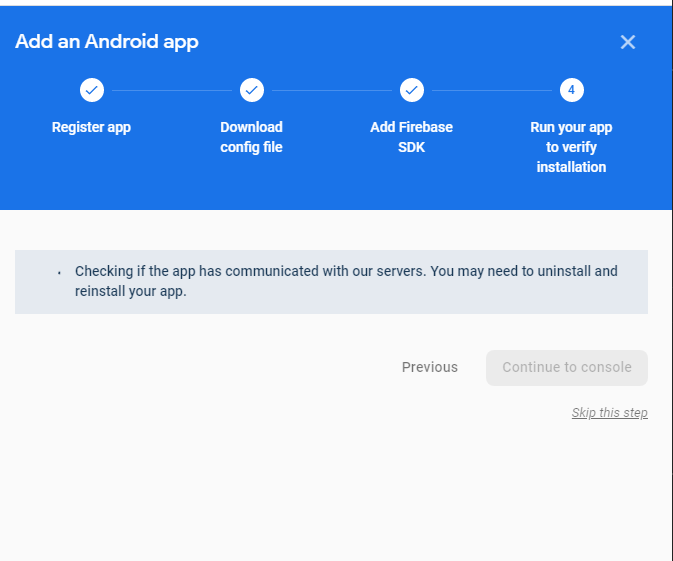 Add an Android app
4
Register app
Download
config file
Add Firebase
SDK
Run your app
to verify
installation
Checking if the app has communicated with our servers. You may need to uninstall and
reinstall your app.
Previous
Continue to console
Skip this step